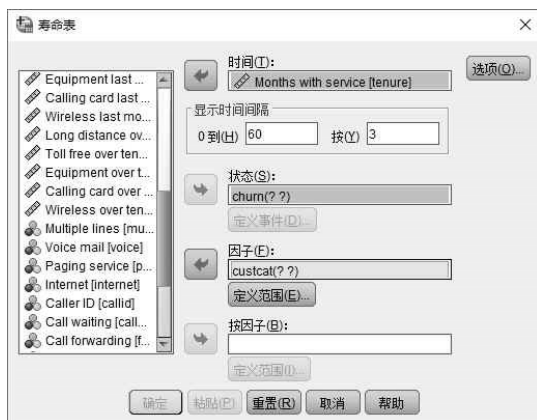 寿命表
Equipment last ...
Calling card last ...
Wireless last mo...
Long distance ov...
Toll free over ten...
Equipment over t...
Calling card over ...
Wireless over ten...
Multiple lines [mu...
Voice mail [voice]
Paging service [p...
Internet [internet]
Caller ID [callid]
Call waiting [call...
Call forwarding [f...
时间(T):
Months with service [tenure]
选项(O)...
显示时间间隔
0 到(H) 60 按(Y) 3
状态(S):
churn(? ?)
定义事件(D)...
因子(F):
custcat(? ?)
定义范围(E)...
按因子(B):
定义范围(I)...
确定 粘贴(P) 重置(R) 取消 帮助